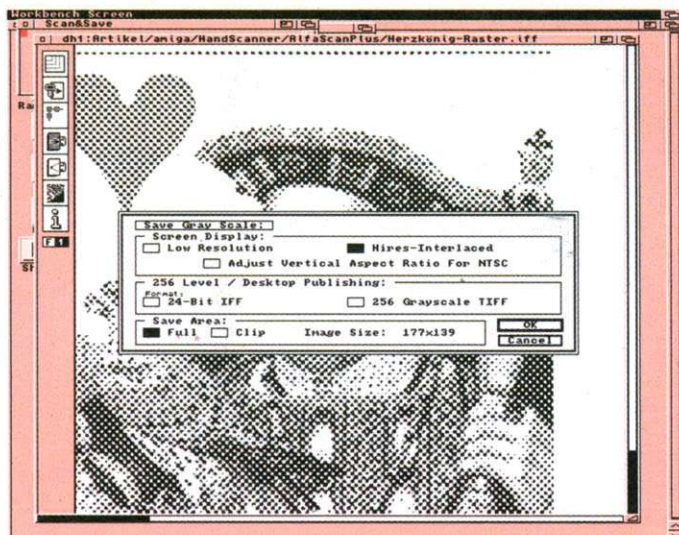 Workbench Screen
Scan&Save
dh1:Artikel/amiga/HandScanner/AlfaScanPlus/Herzkönig-Raster.iff
Ra
F 1
Sh
Save Gray Scale:
Screen Display:
Low Resolution Hires-Interlaced
Adjust Vertical Aspect Ratio For NTSC
256 Level / Desktop Publishing:
Format:
24-Bit IFF 256 Grayscale TIFF
Save Area:
Full Clip Image Size: 177x139
OK
Cancel